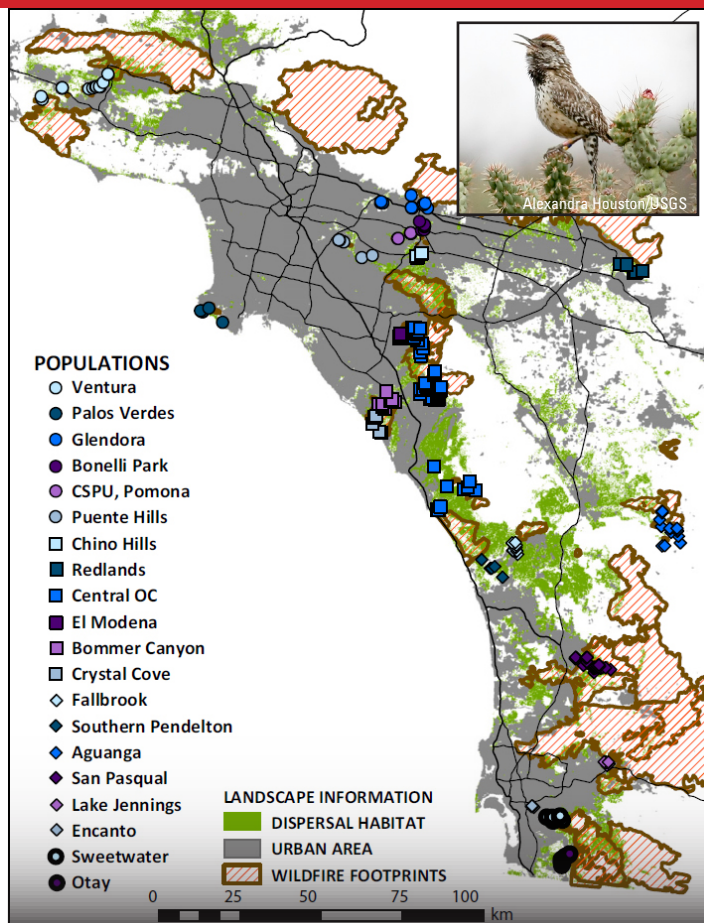 Alexandra Houston/USGS
POPULATIONS
Ventura
Palos Verdes
Glendora
Bonelli Park
CSPU, Pomona
Puente Hills
Chino Hills
Redlands
Central OC
El Modena
Bommer Canyon
Crystal Cove
Fallbrook
Southern Pendelton
Aguanga
San Pasqual
Lake Jennings
Encanto
Sweetwater
Otay
LANDSCAPE INFORMATION
DISPERSAL HABITAT
URBAN AREA
WILDFIRE FOOTPRINTS
0 25 50 75 100
km